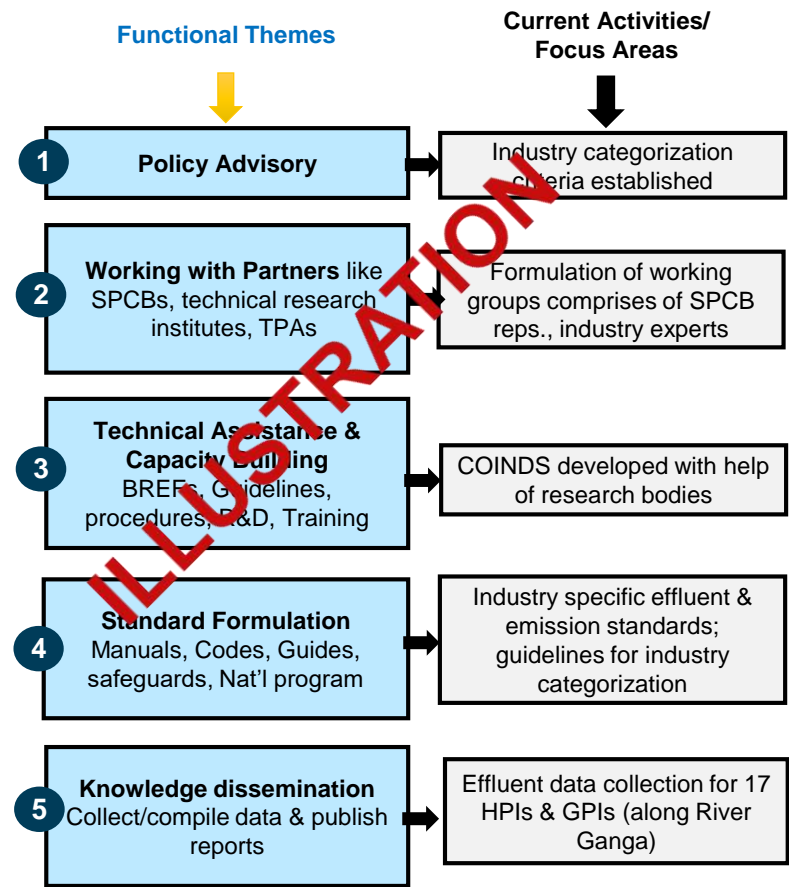 Functional Themes
Current Activities/
Focus Areas
1
Policy Advisory
Industry categorization
criteria established
2
Working with Partners like
SPCBs, technical research
institutes, TPAs
Formulation of working
groups comprises of SPCB
reps., industry experts
3
Technical Assistance &
Capacity Building
BREFs, Guidelines,
procedures, R&D, Training
COINDS developed with help
of research bodies
4
Standard Formulation
Manuals, Codes, Guides,
safeguards, Nat'l program
Industry specific effluent &
emission standards;
guidelines for industry
categorization
5
Knowledge dissemination
Collect/compile data & publish
reports
Effluent data collection for 17
HPIs & GPIs (along River
Ganga)
ILLUSTRATION